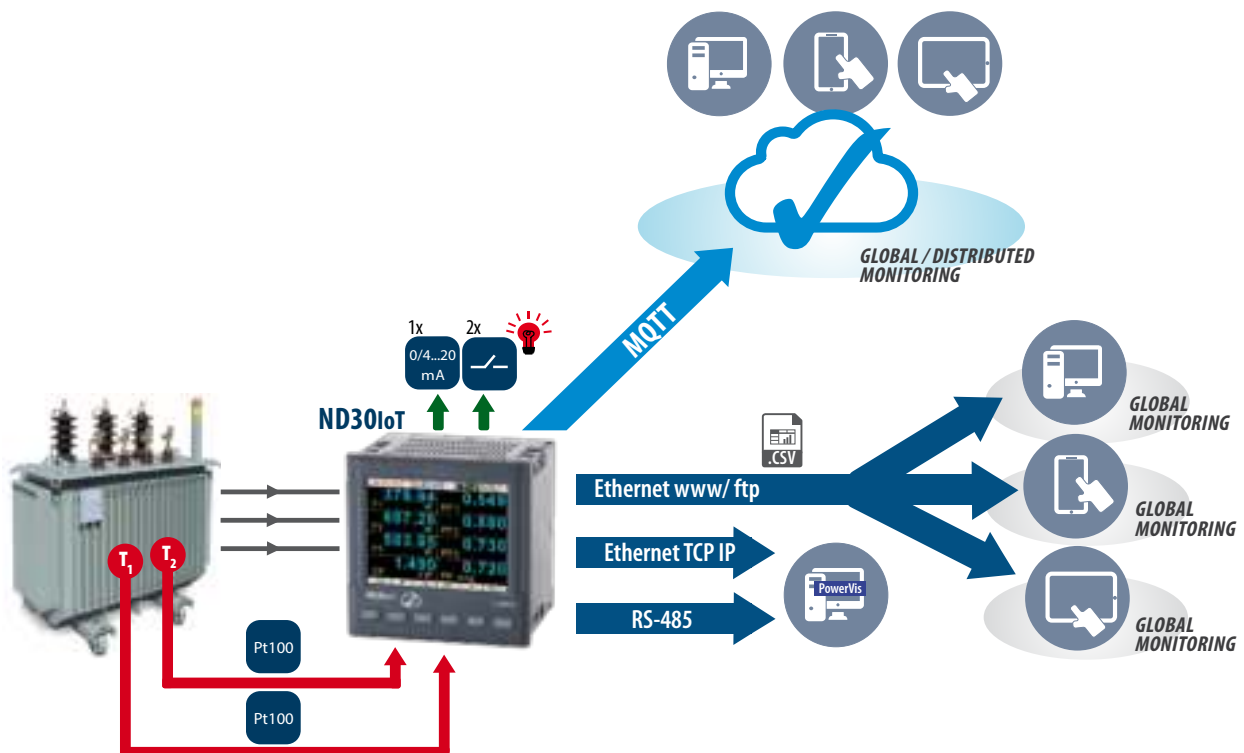 GLOBAL / DISTRIBUTED
MONITORING
MQTT
1x
2x
0/4...20
mA
ND30IoT
.CSV
GLOBAL
MONITORING
Ethernet www/ ftp
GLOBAL
MONITORING
Ethernet TCP IP
T1
T2
PowerVis
RS-485
GLOBAL
MONITORING
Pt100
Pt100